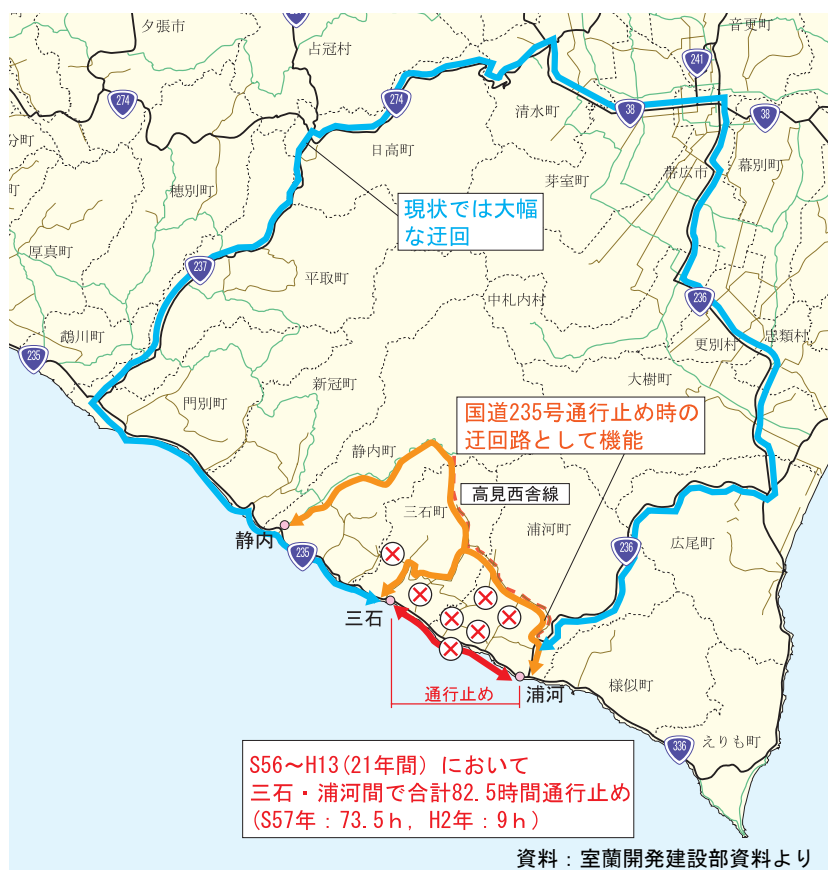 夕張市
占冠村
音更町
241
274
274
38
38
清水町
分町
日高町
芽室町
帯広市
幕別町
町
穂別町
現状では大幅
な迂回
厚真町
237
平取町
中札内村
236
鵡川町
235
更別村
忠類村
新冠町
大樹町
門別町
国道235号通行止め時の
迂回路として機能
静内町
高見西舎線
三石町
浦河町
静内
235
236
広尾町
三石
通行止め
浦河
様似町
336
えりも町
S56～H13(21年間）において
三石・浦河間で合計82.5時間通行止め
(S57年：73.5ｈ, H2年：9ｈ）
資料：室蘭開発建設部資料より